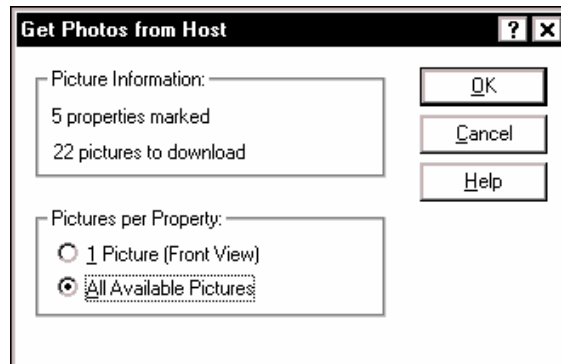 Get Photos from Host
Picture Information:
5 properties marked
22 pictures to download
OK
Cancel
Help
Pictures per Property:
1 Picture (Front View)
All Available Pictures